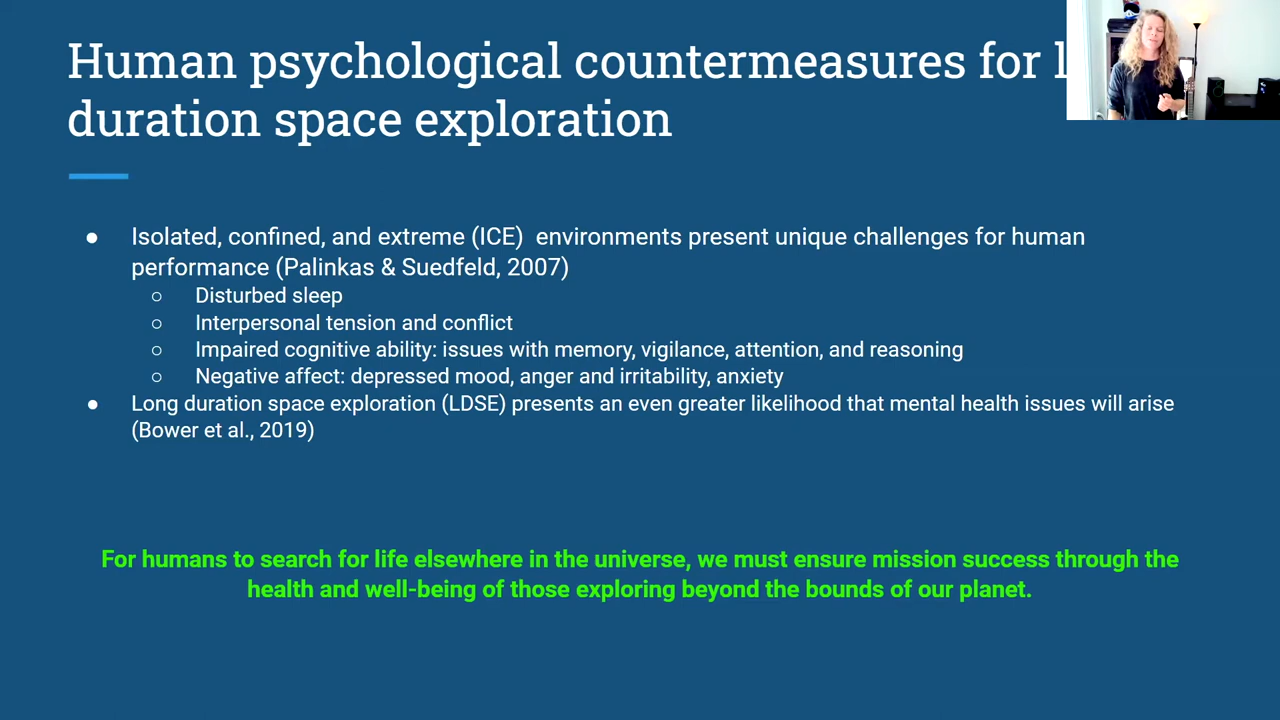 Human psychological countermeasures for
duration space exploration
● Isolated, confined, and extreme (ICE) environments present unique challenges for human
performance (Palinkas & Suedfeld, 2007)
○ Disturbed sleep
○ Interpersonal tension and conflict
○ Impaired cognitive ability: issues with memory, vigilance, attention, and reasoning
○ Negative affect: depressed mood, anger and irritability, anxiety
● Long duration space exploration (LDSE) presents an even greater likelihood that mental health issues will arise
(Bower et al., 2019)
For humans to search for life elsewhere in the universe, we must ensure mission success through the
health and well-being of those exploring beyond the bounds of our planet.